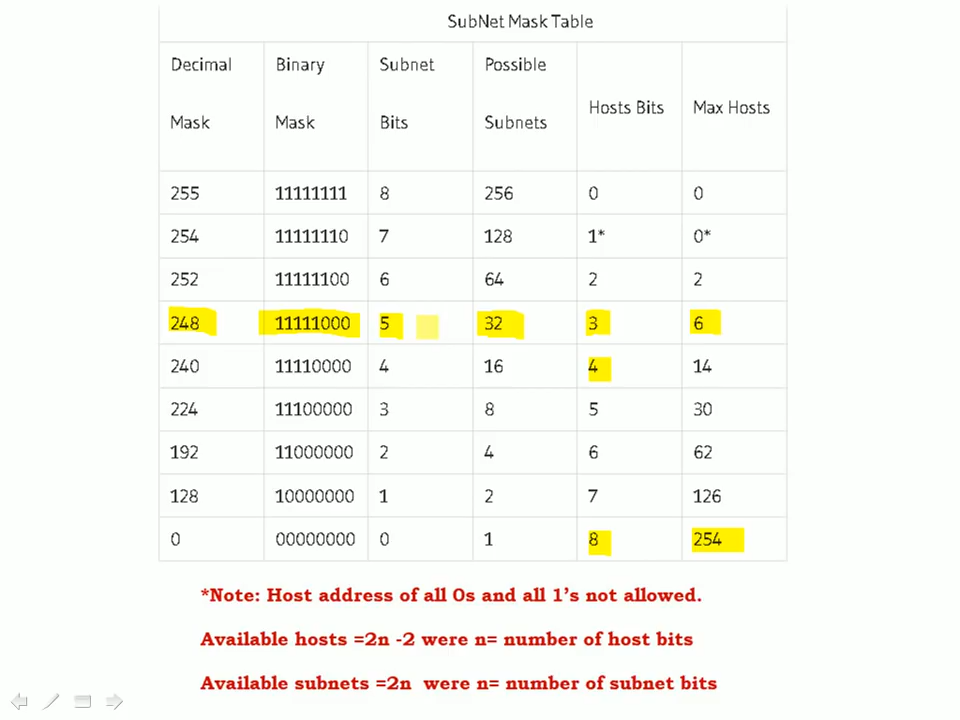 SubNet Mask Table
Decimal Mask Binary Mask Subnet Bits Possible Subnets Hosts Bits Max Hosts
255 11111111 8 256 0 0
254 11111110 7 128 1* 0*
252 11111100 6 64 2 2
248 11111000 5 32 3 6
240 11110000 4 16 4 14
224 11100000 3 8 5 30
192 11000000 2 4 6 62
128 10000000 1 2 7 126
0 00000000 0 1 8 254
*Note: Host address of all 0s and all 1's not allowed.
Available hosts =2n -2 were n= number of host bits
Available subnets =2n were n= number of subnet bits